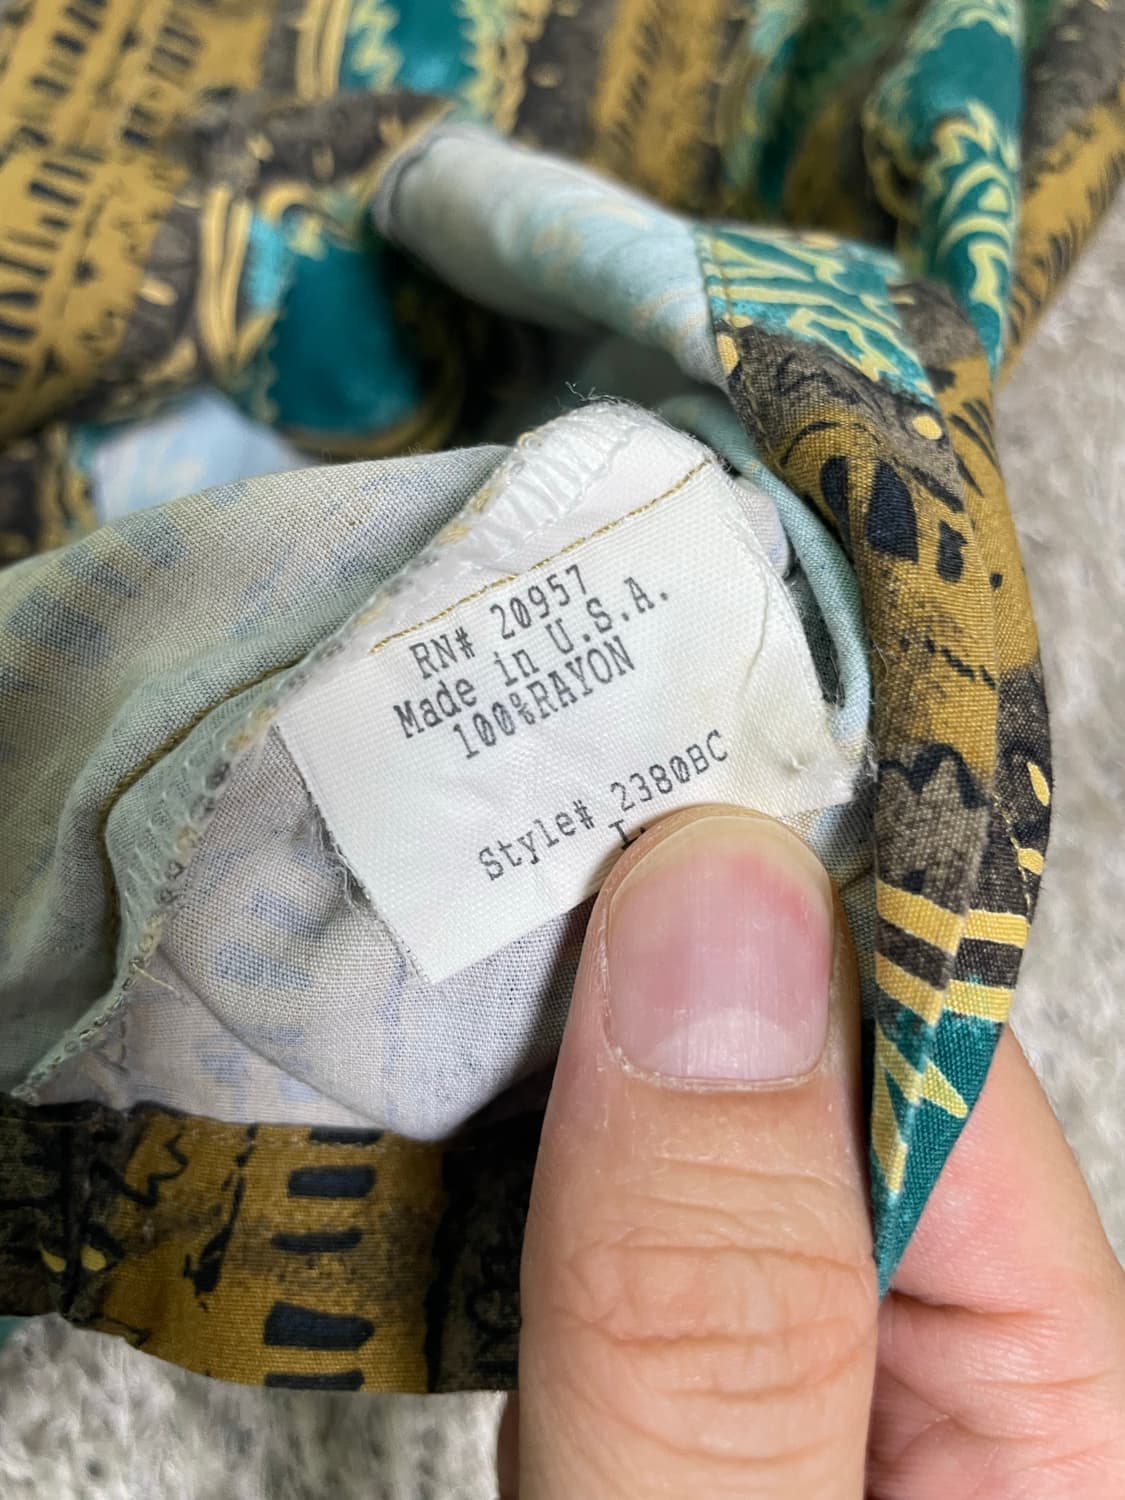 RN# 20957
Made in U.S.A.
100%RAYON
Style# 2380BC